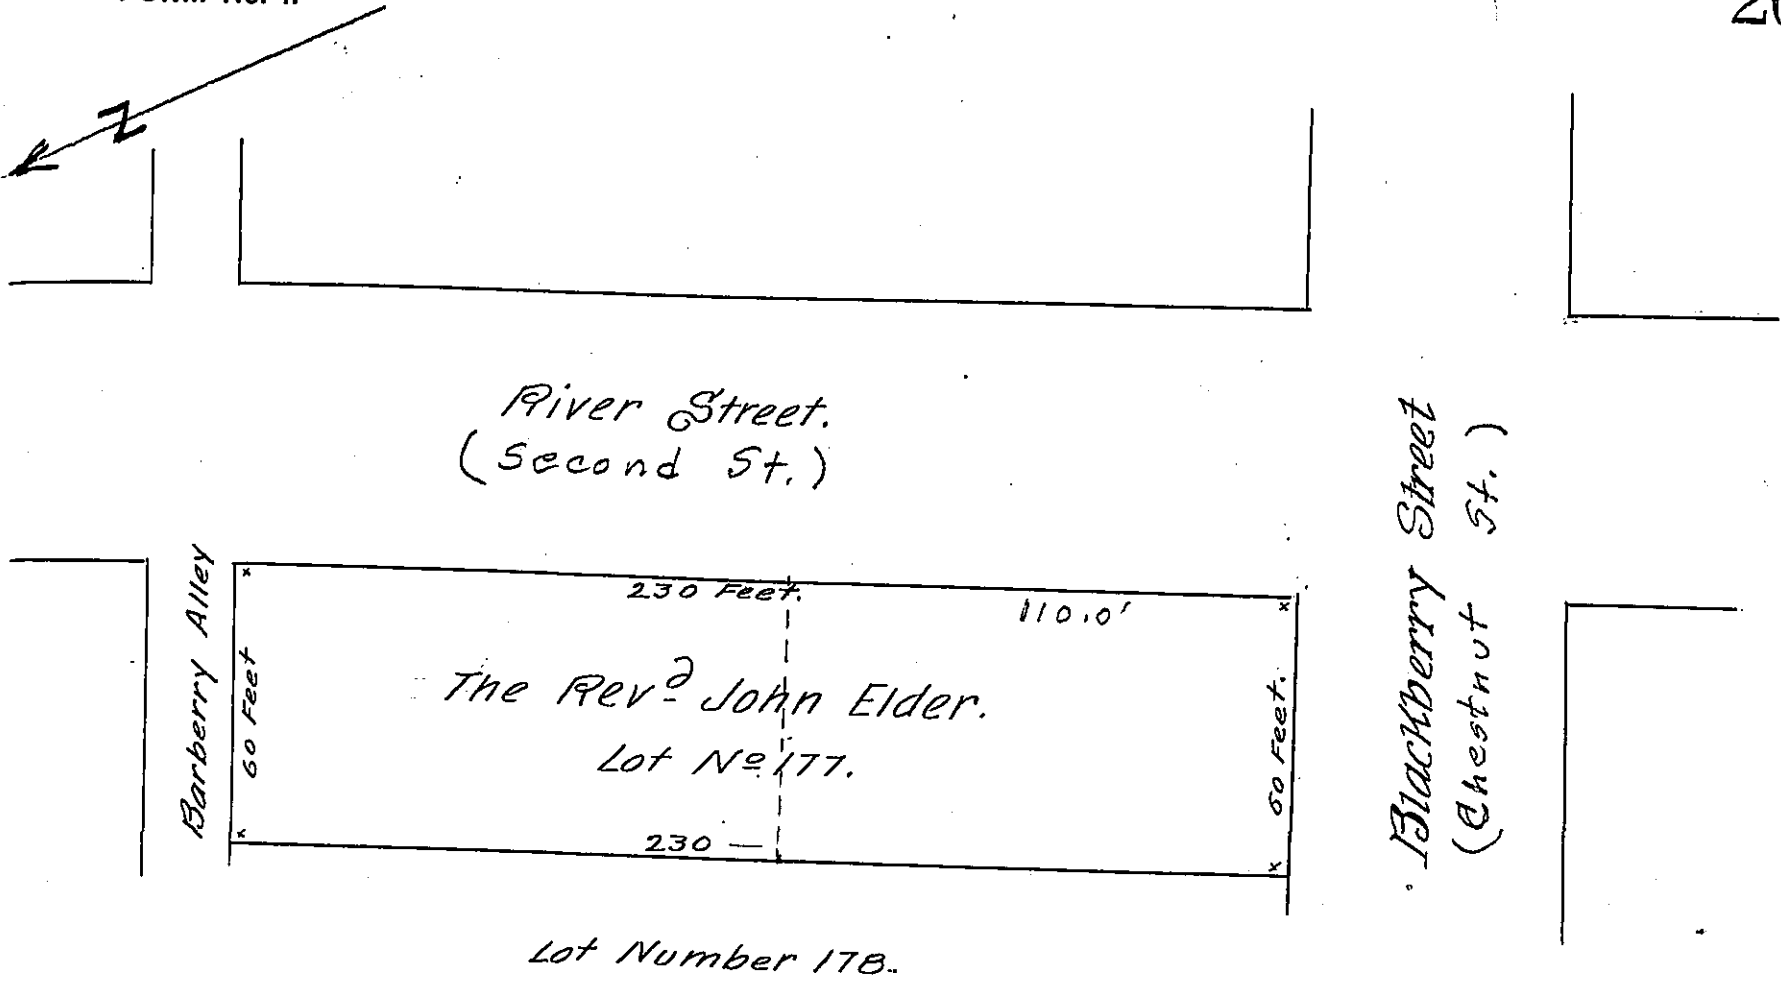 N
River Street.
(Second St.)
Barberry Alley
Blackberry Street
(Chestnut St.)
230 Feet.
110.0'
60 Feet
60 Feet.
The Revd John Elder.
Lot No 177.
230 —
Lot Number 178.